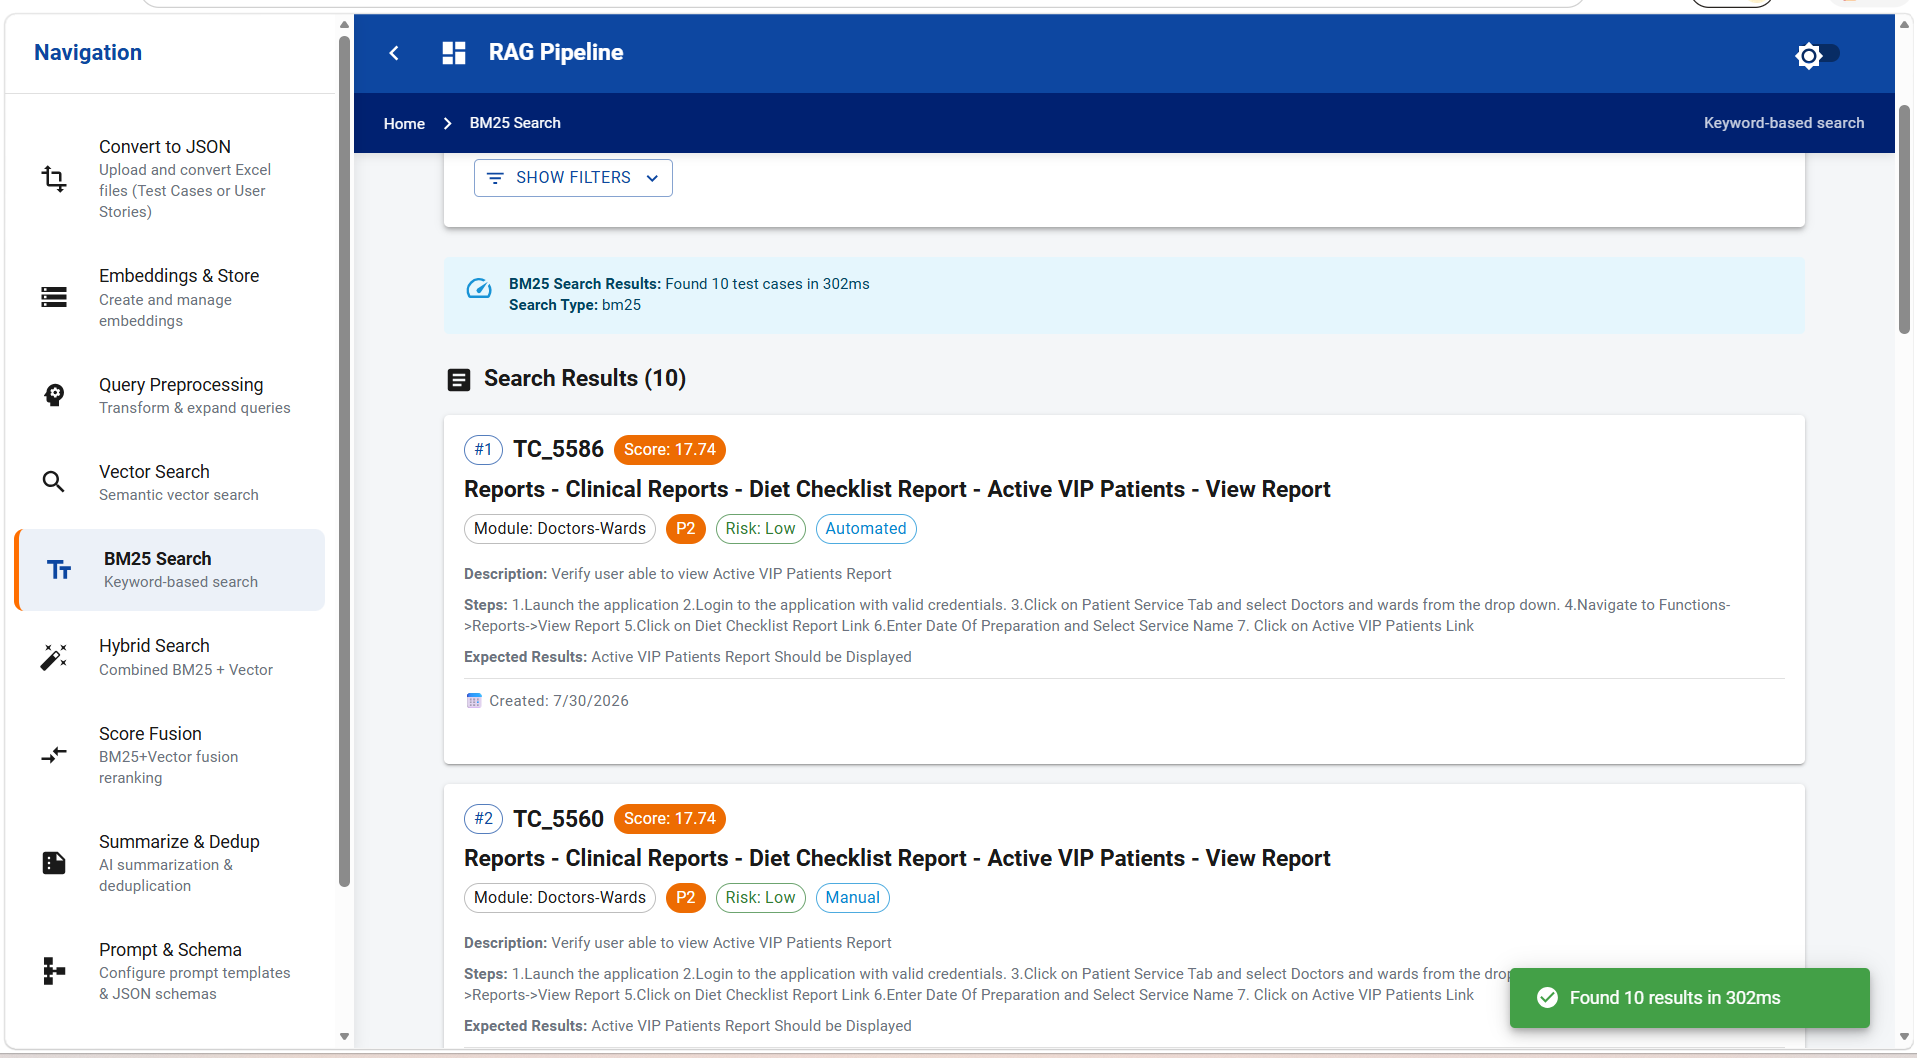 Navigation
Convert to JSON
Upload and convert Excel
files (Test Cases or User
Stories)
Embeddings & Store
Create and manage
embeddings
Query Preprocessing
Transform & expand queries
Vector Search
Semantic vector search
BM25 Search
Keyword-based search
Hybrid Search
Combined BM25 + Vector
Score Fusion
BM25+Vector fusion
reranking
Summarize & Dedup
AI summarization &
deduplication
Prompt & Schema
Configure prompt templates
& JSON schemas
RAG Pipeline
Home > BM25 Search
Keyword-based search
SHOW FILTERS
BM25 Search Results: Found 10 test cases in 302ms
Search Type: bm25
Search Results (10)
#1 TC_5586 Score: 17.74
Reports - Clinical Reports - Diet Checklist Report - Active VIP Patients - View Report
Module: Doctors-Wards P2 Risk: Low Automated
Description: Verify user able to view Active VIP Patients Report
Steps: 1.Launch the application 2.Login to the application with valid credentials. 3.Click on Patient Service Tab and select Doctors and wards from the drop down. 4.Navigate to Functions-
>Reports->View Report 5.Click on Diet Checklist Report Link 6.Enter Date Of Preparation and Select Service Name 7. Click on Active VIP Patients Link
Expected Results: Active VIP Patients Report Should be Displayed
Created: 7/30/2026
#2 TC_5560 Score: 17.74
Reports - Clinical Reports - Diet Checklist Report - Active VIP Patients - View Report
Module: Doctors-Wards P2 Risk: Low Manual
Description: Verify user able to view Active VIP Patients Report
Steps: 1.Launch the application 2.Login to the application with valid credentials. 3.Click on Patient Service Tab and select Doctors and wards from the drop
>Reports->View Report 5.Click on Diet Checklist Report Link 6.Enter Date Of Preparation and Select Service Name 7. Click on Active VIP Patients Link
Expected Results: Active VIP Patients Report Should be Displayed
Found 10 results in 302ms